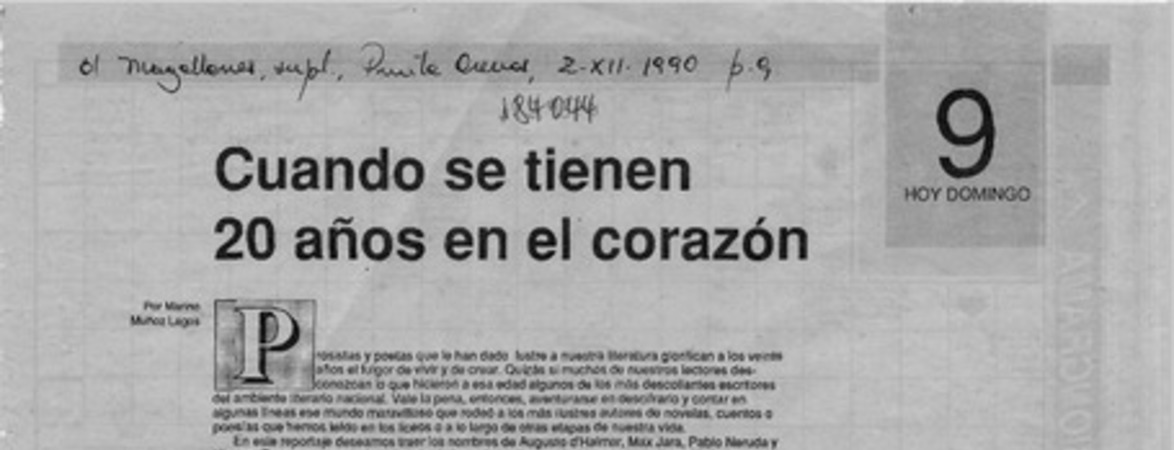 El Magallanes, supl., Punta Arenas, 2-XII-1990 p.9
184044
9
HOY DOMINGO
Cuando se tienen
20 años en el corazón
Por Marino
Muñoz Lagos
Prosistas y poetas que le han dado lustre a nuestra literatura glorifican a los veinte
años el fulgor de vivir y de crear. Quizás si muchos de nuestros lectores des-
conozcan lo que hicieron a esa edad algunos de los más descollantes escritores
del ambiente literario nacional. Vale la pena, entonces, aventurarse en descifrarlo y contar en
algunas líneas ese mundo maravilloso que rodeó a los más ilustres autores de novelas, cuentos o
poesías que hemos leído en los liceos o a lo largo de otras etapas de nuestra vida.
En este reportaje deseamos traer los nombres de Augusto d'Halmar, Max Jara, Pablo Neruda y